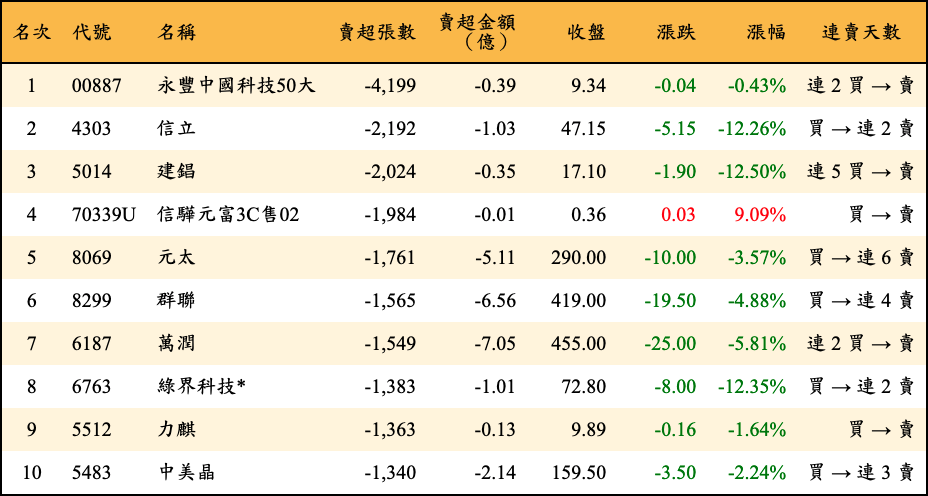 名次 代號 名稱 賣超張數 賣超金額（億） 收盤 漲跌 漲幅 連賣天數
1 00887 永豐中國科技50大 -4,199 -0.39 9.34 -0.04 -0.43% 連 2 買 → 賣
2 4303 信立 -2,192 -1.03 47.15 -5.15 -12.26% 買 → 連 2 賣
3 5014 建錩 -2,024 -0.35 17.10 -1.90 -12.50% 連 5 買 → 賣
4 70339U 信驊元富3C售02 -1,984 -0.01 0.36 0.03 9.09% 買 → 賣
5 8069 元太 -1,761 -5.11 290.00 -10.00 -3.57% 買 → 連 6 賣
6 8299 群聯 -1,565 -6.56 419.00 -19.50 -4.88% 買 → 連 4 賣
7 6187 萬潤 -1,549 -7.05 455.00 -25.00 -5.81% 連 2 買 → 賣
8 6763 綠界科技* -1,383 -1.01 72.80 -8.00 -12.35% 買 → 連 2 賣
9 5512 力麒 -1,363 -0.13 9.89 -0.16 -1.64% 買 → 賣
10 5483 中美晶 -1,340 -2.14 159.50 -3.50 -2.24% 買 → 連 3 賣